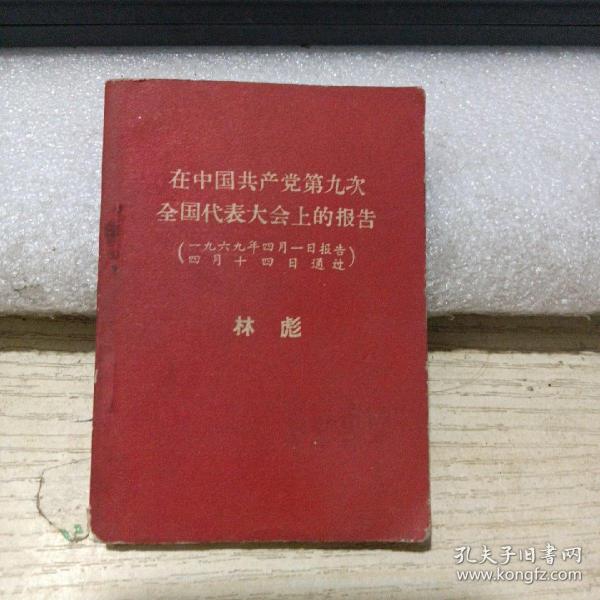 在中国共产党第九次
全国代表大会上的报告
(一九六九年四月一日报告
四月十四日通过)
林彪
孔夫子旧书网
www.kongfz.com